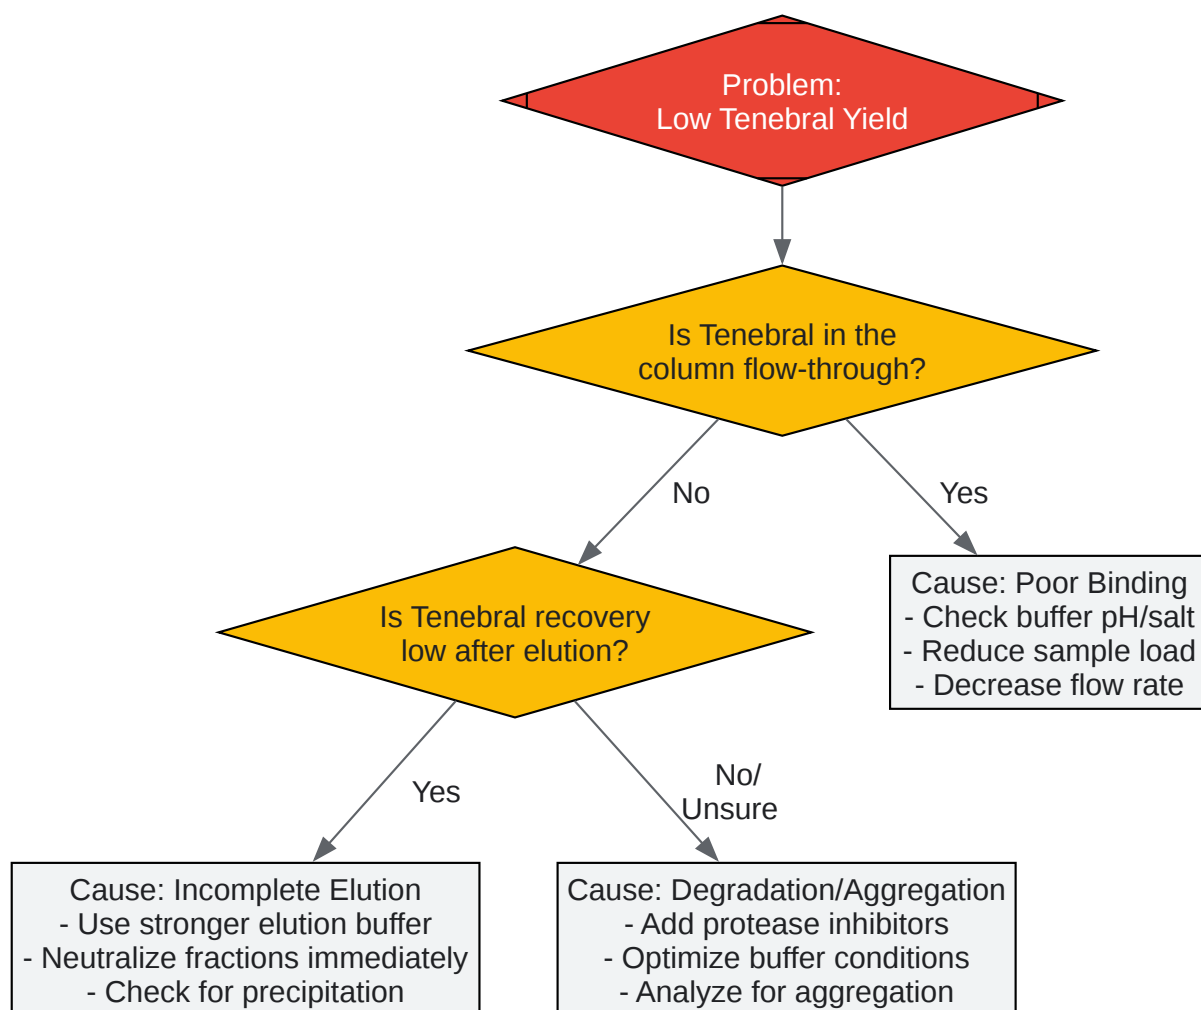 Problem:
Low Tenebral Yield
Is Tenebral in the
column flow-through?
No
Yes
Cause: Poor Binding
- Check buffer pH/salt
- Reduce sample load
- Decrease flow rate
Is Tenebral recovery
low after elution?
Yes
No/
Unsure
Cause: Incomplete Elution
- Use stronger elution buffer
- Neutralize fractions immediately
- Check for precipitation
Cause: Degradation/Aggregation
- Add protease inhibitors
- Optimize buffer conditions
- Analyze for aggregation